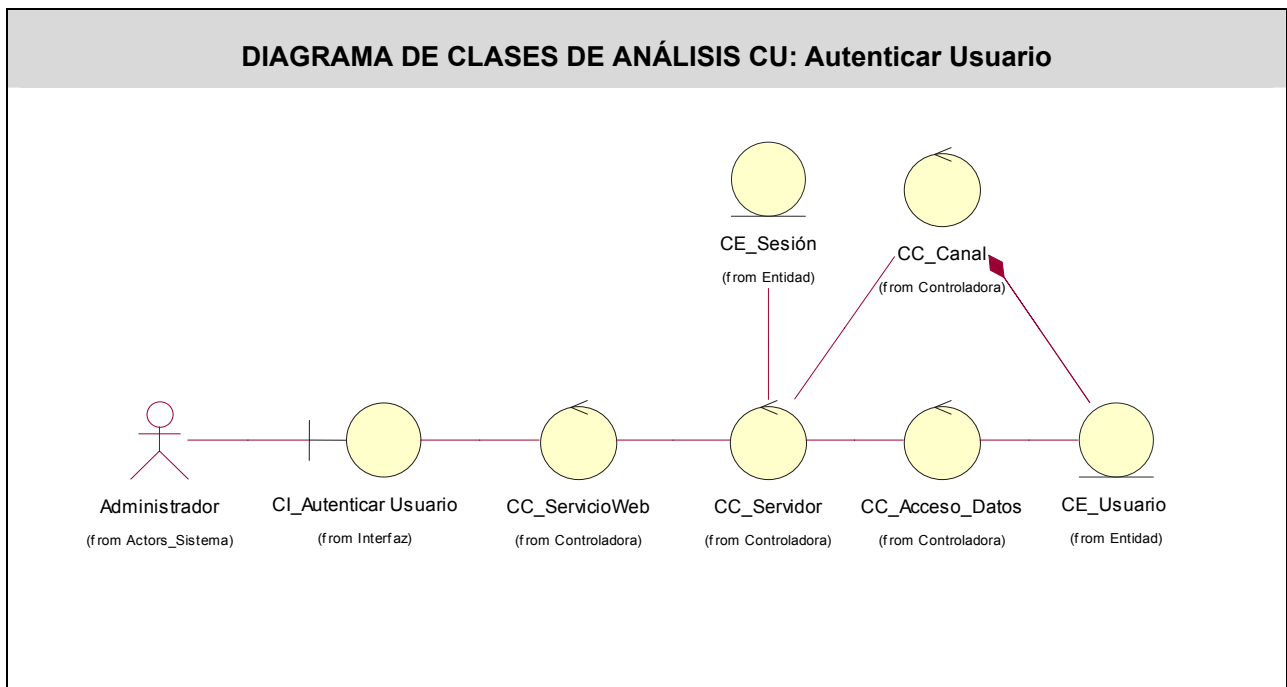 DIAGRAMA DE CLASES DE ANÁLISIS CU: Autenticar Usuario
CE_Sesión
(from Entidad)
CC_Canal
(from Controladora)
Administrador
(from Actors_Sistema)
CI_Autenticar Usuario
(from Interfaz)
CC_ServicioWeb
(from Controladora)
CC_Servidor
(from Controladora)
CC_Acceso_Datos
(from Controladora)
CE_Usuario
(from Entidad)